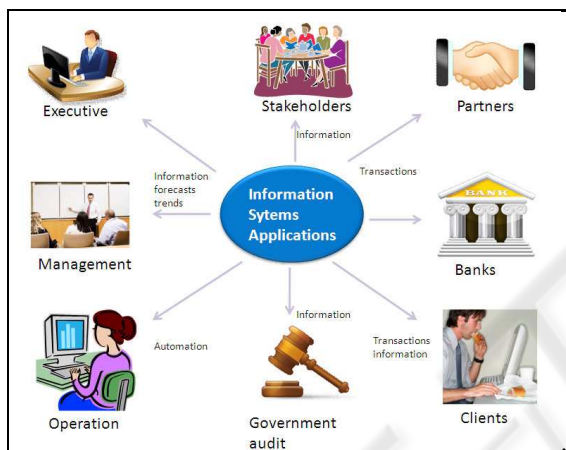 Executive
Stakeholders
Partners
Information
Information
forecasts
trends
Transactions
Information
Sytems
Applications
BANK
Management
Banks
Automation
Information
Transactions
information
Operation
Government
audit
Clients